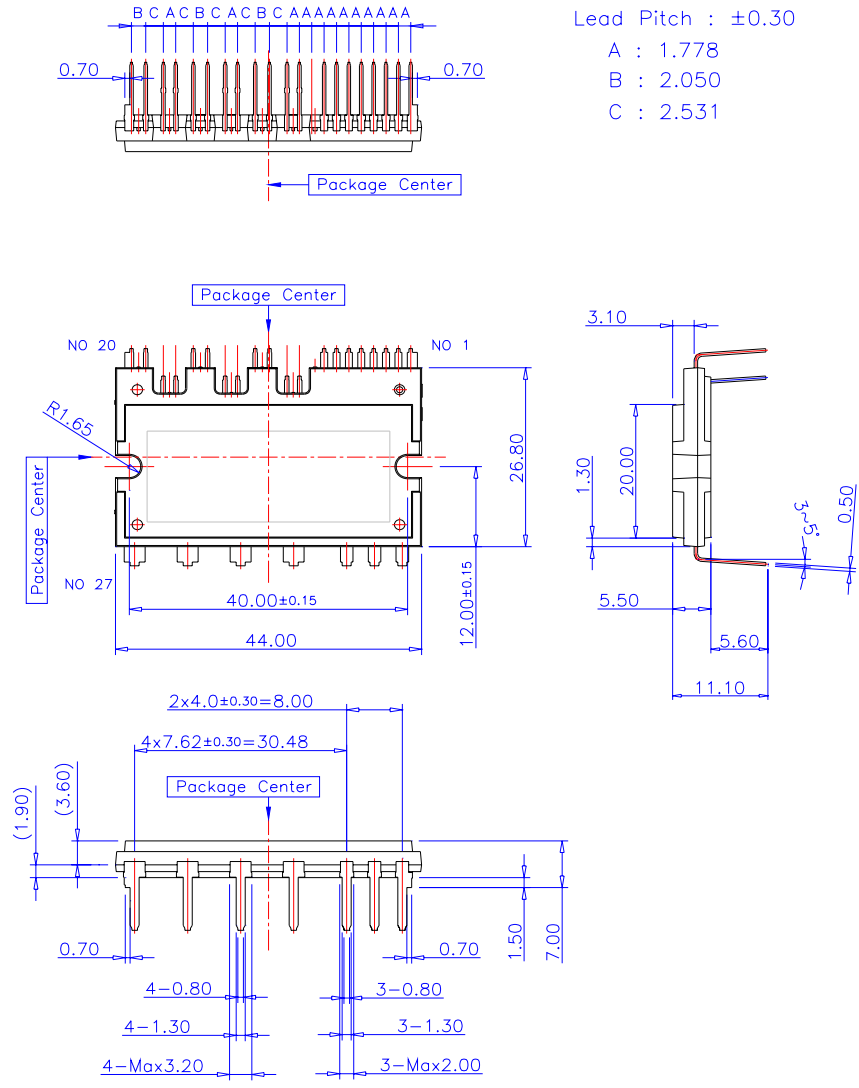 B C A C B C A C B C A A A A A A A A A A
Lead Pitch : ±0.30
A : 1.778
B : 2.050
C : 2.531
0.70
0.70
Package Center
Package Center
NO 20
NO 1
3.10
R1.65
Package Center
26.80
1.30
20.00
3~5°
0.50
NO 27
40.00±0.15
12.00±0.15
44.00
5.50
5.60
11.10
2x4.0±0.30=8.00
4x7.62±0.30=30.48
Package Center
(1.90)
(3.60)
0.70
0.70
1.50
7.00
4-0.80
3-0.80
4-1.30
3-1.30
4-Max3.20
3-Max2.00